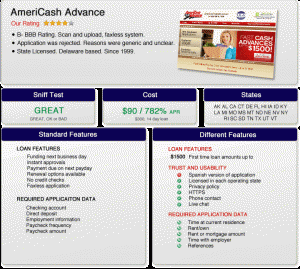 AmeriCash Advance
Our Rating:
B- BBB Rating. Scan and upload, faxless system.
Application was rejected. Reasons were generic and unclear.
State Licensed. Delaware based. Since 1999.
FAST CASH
ADVANCES
$1500!
Sniff Test
GREAT
GREAT, OK or BAD
Cost
$90 / 782% APR
$300, 14 day loan
States
AK AL CA CT DE FL HI IA ID KY
LA MI MO MS MT ND NE NV NY
RI SC SD TN TX UT VT
Standard Features
LOAN FEATURES
Funding next business day
Instant approvals
Payment due on next payday
Renewal options available
No credit checks
Faxless application
REQUIRED APPLICATON DATA
Checking account
Direct deposit
Employment information
Paycheck frequency
Paycheck amount
Different Features
LOAN FEATURES
$1500 First time loan amounts up to
TRUST AND USABILITY
Spanish version of application
Licensed in each operating state
Privacy policy
HTTPS
Phone contact
Live chat
REQUIRED APPLICATION DATA
Time at current residence
Rent/own
Rent or mortgage amount
Time with employer
References